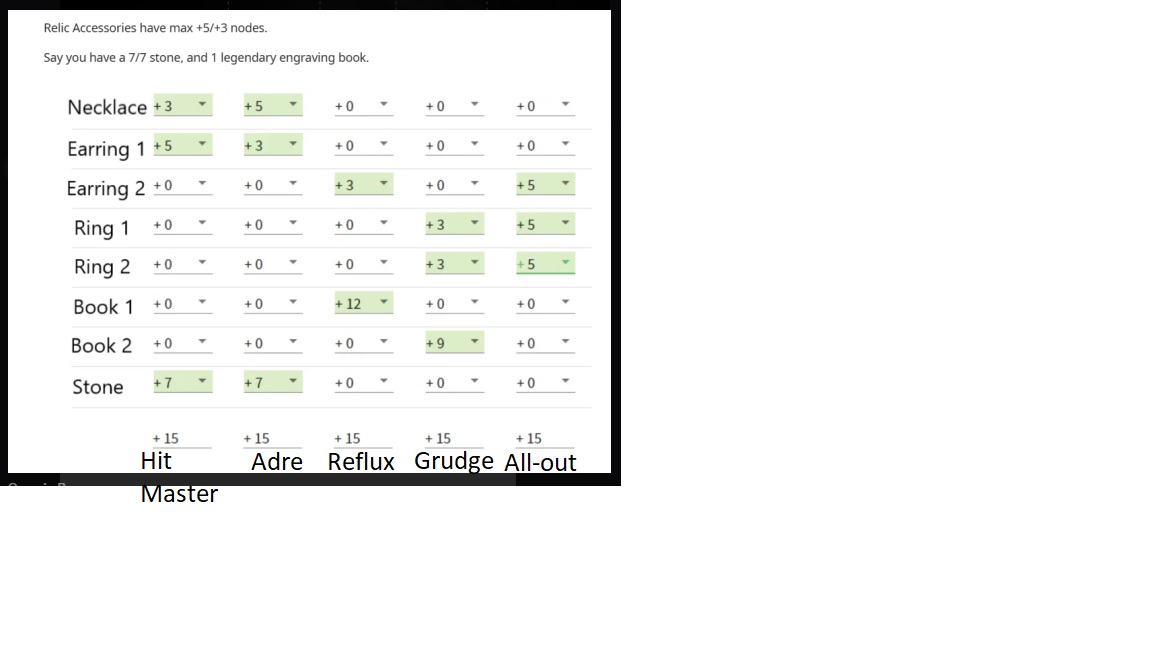 Relic Accessories have max +5/+3 nodes.
Say you have a 7/7 stone, and 1 legendary engraving book.
Necklace +3 +5 +0 +0 +0
Earring 1 +5 +3 +0 +0 +0
Earring 2 +0 +0 +3 +0 +5
Ring 1 +0 +0 +0 +3 +5
Ring 2 +0 +0 +0 +3 +5
Book 1 +0 +0 +12 +0 +0
Book 2 +0 +0 +0 +9 +0
Stone +7 +7 +0 +0 +0
+15 +15 +15 +15 +15
Hit Adre Reflux Grudge All-out
Master